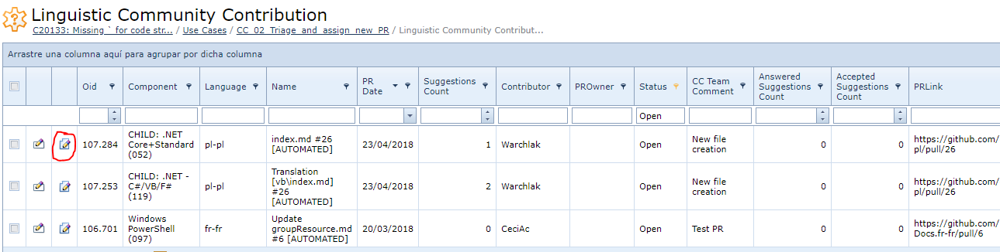 Linguistic Community Contribution
C20133: Missing ` for code str... / Use Cases / CC_02_Triage_and_assign_new_PR / Linguistic Community Contribut...
Arrastre una columna aquí para agrupar por dicha columna
Oid Component Language Name PR Date Suggestions Count Contributor PROwner Status CC Team Comment Answered Suggestions Count Accepted Suggestions Count PRLink
Open
107.284 CHILD: .NET Core+Standard (052) pl-pl index.md #26 [AUTOMATED] 23/04/2018 1 Warchlak Open New file creation 0 0 https://github.com/ pl/pull/26
107.253 CHILD: .NET - C#/VB/F# (119) pl-pl Translation [vb\index.md] #26 [AUTOMATED] 23/04/2018 2 Warchlak Open New file creation 0 0 https://github.com/ pl/pull/26
106.701 Windows PowerShell (097) fr-fr Update groupResource.md #6 [AUTOMATED] 20/03/2018 0 CeciAc Open Test PR 0 0 https://github.com/ Docs.fr-fr/pull/6